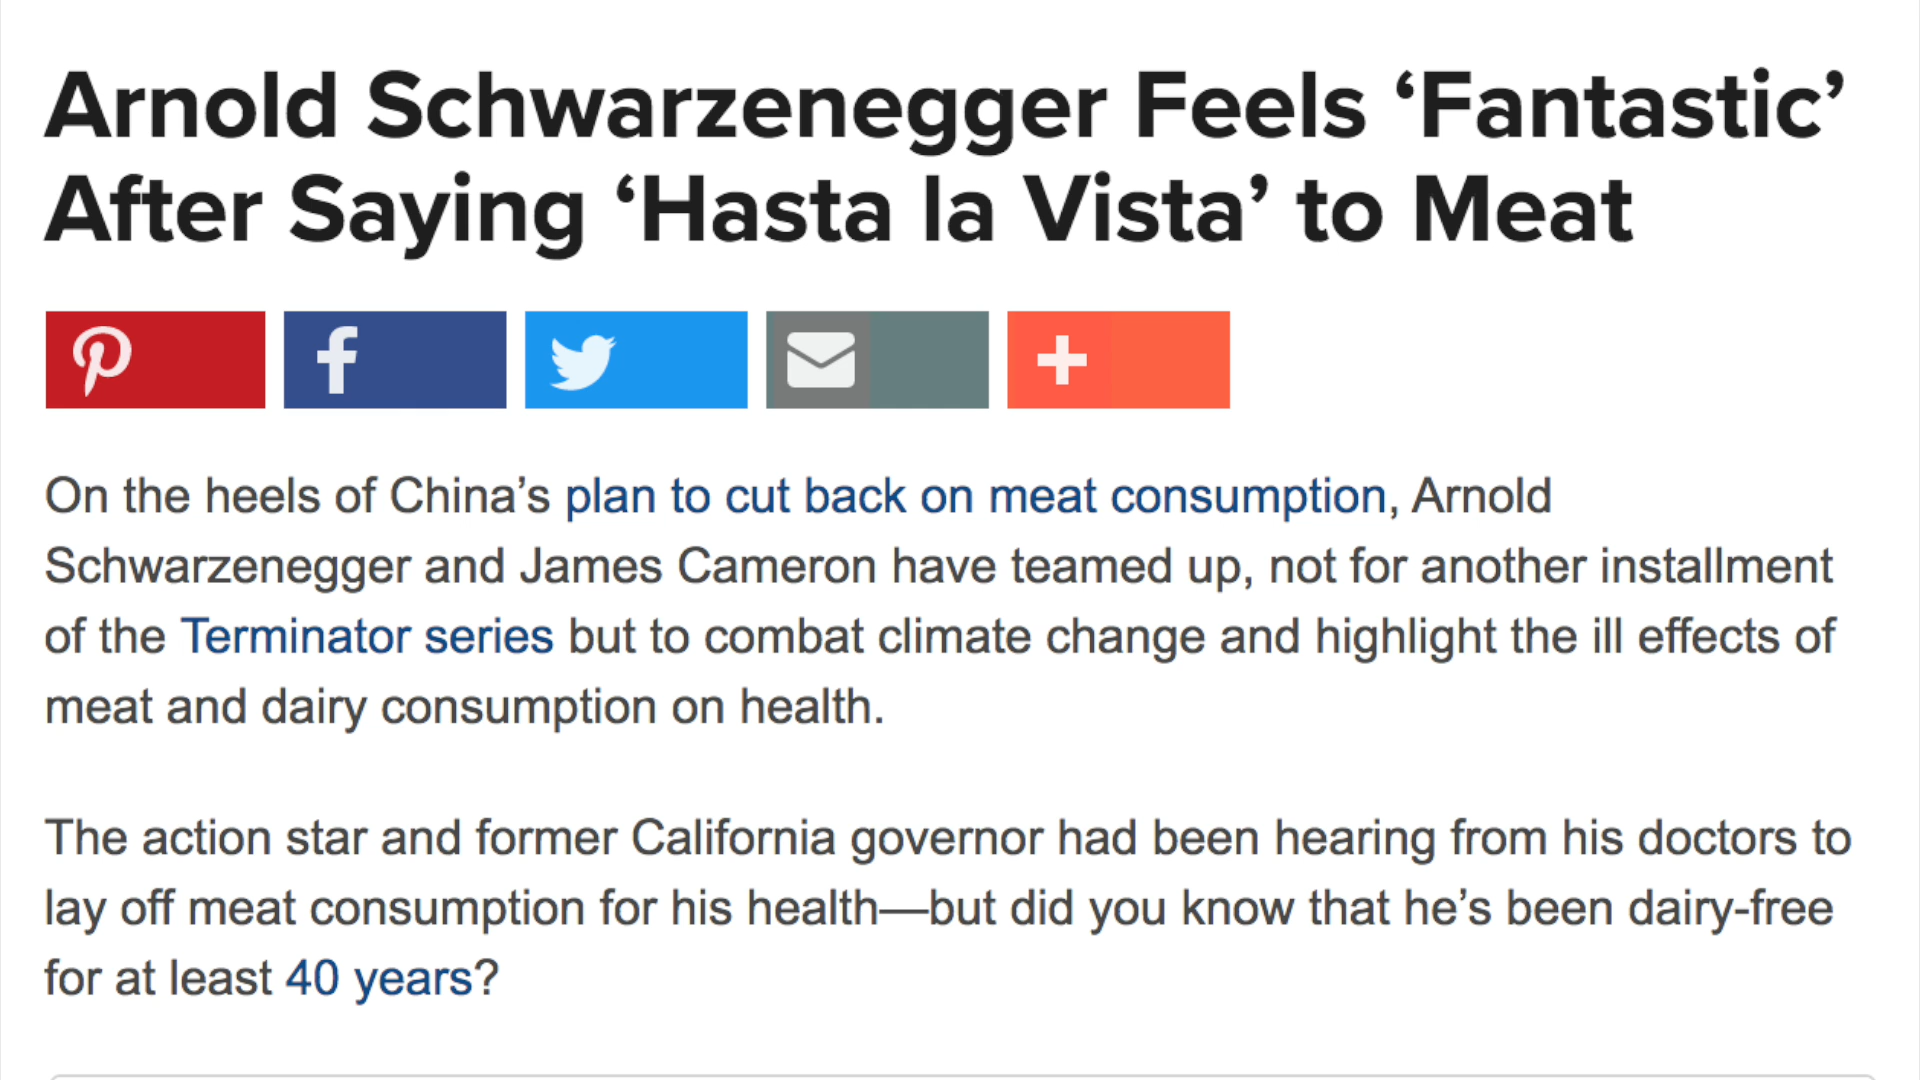 Arnold Schwarzenegger Feels ‘Fantastic’
After Saying ‘Hasta la Vista’ to Meat
On the heels of China’s plan to cut back on meat consumption, Arnold
Schwarzenegger and James Cameron have teamed up, not for another installment
of the Terminator series but to combat climate change and highlight the ill effects of
meat and dairy consumption on health.
The action star and former California governor had been hearing from his doctors to
lay off meat consumption for his health—but did you know that he’s been dairy-free
for at least 40 years?